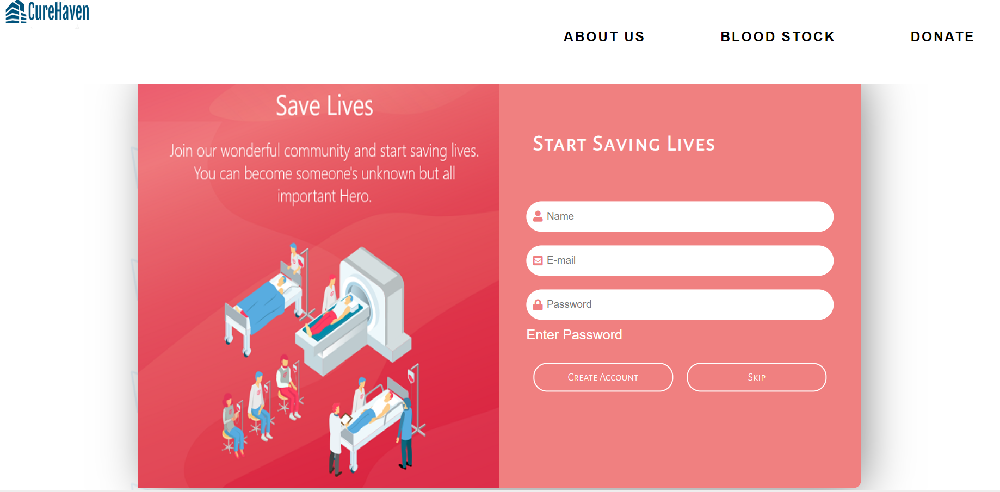 CureHaven
ABOUT US
BLOOD STOCK
DONATE
Save Lives
Join our wonderful community and start saving lives.
You can become someone's unknown but all
important Hero.
Start Saving Lives
Name
E-mail
Password
Enter Password
Create Account
Skip